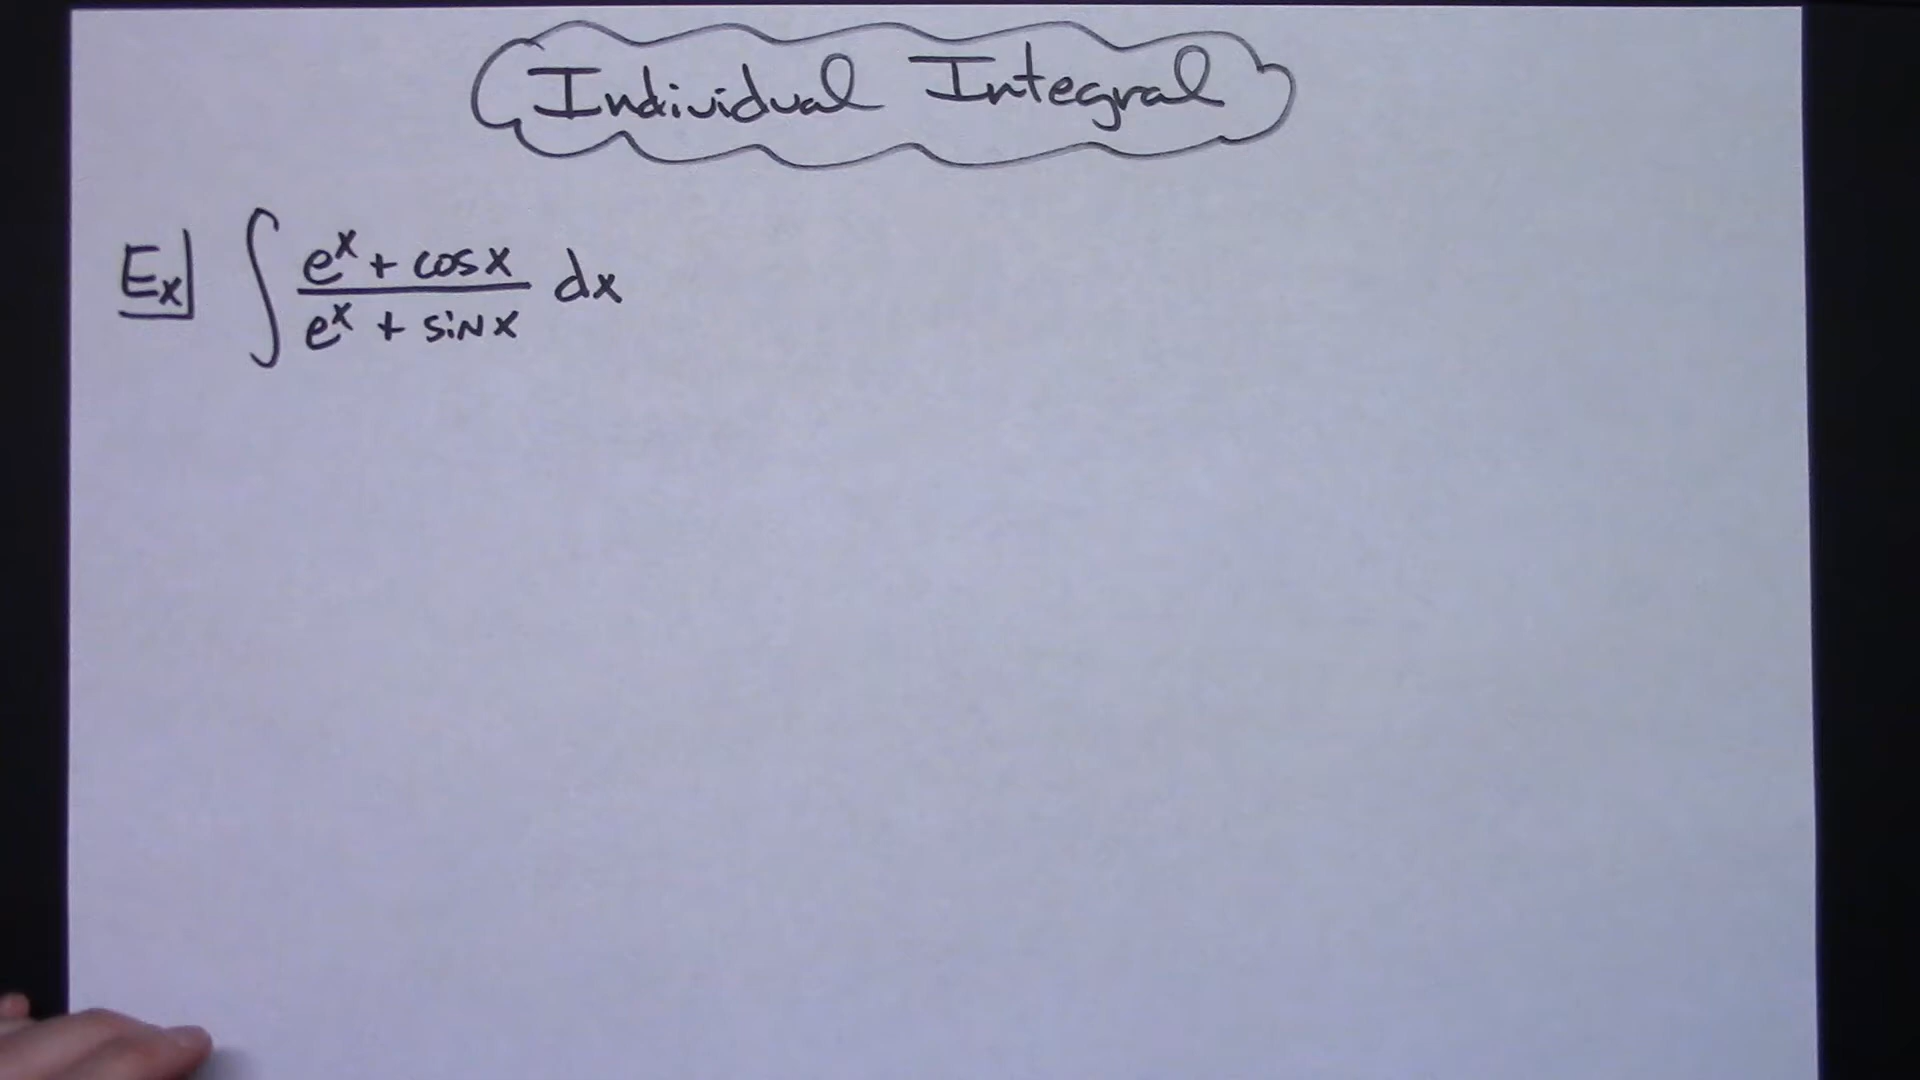 Individual Integral
Ex ∫ (e^x + cos x)/(e^x + sin x) dx